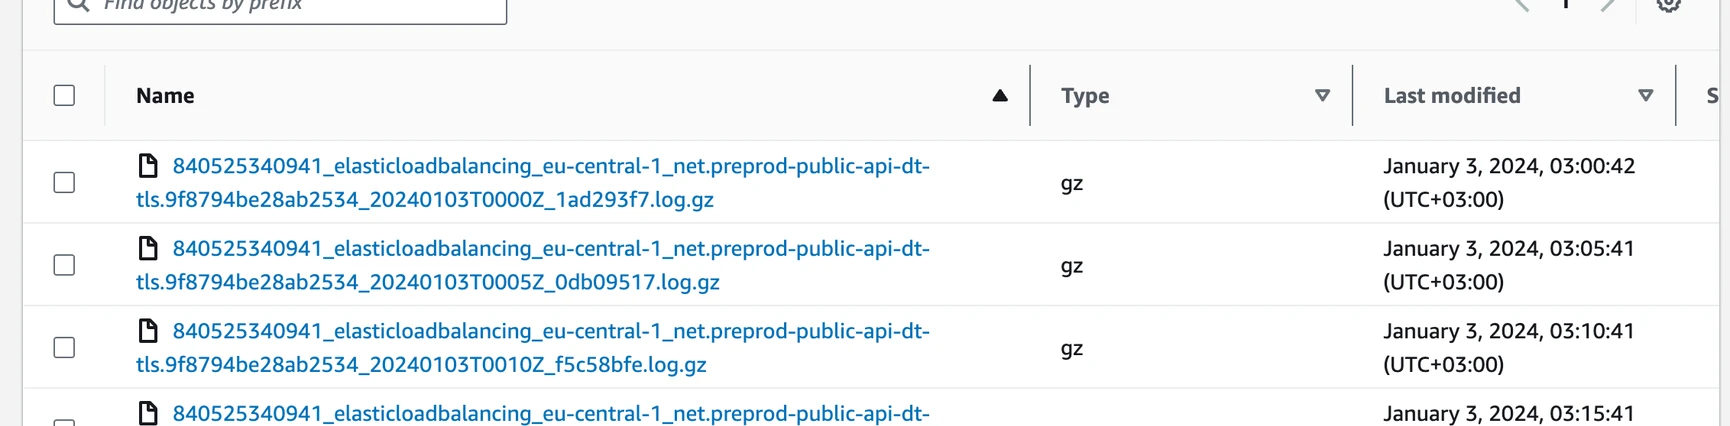 Find objects by prefix
1
Name
Type
Last modified
S
840525340941_elasticloadbalancing_eu-central-1_net.preprod-public-api-dt-
tls.9f8794be28ab2534_20240103T0000Z_1ad293f7.log.gz
gz
January 3, 2024, 03:00:42
(UTC+03:00)
840525340941_elasticloadbalancing_eu-central-1_net.preprod-public-api-dt-
tls.9f8794be28ab2534_20240103T0005Z_0db09517.log.gz
gz
January 3, 2024, 03:05:41
(UTC+03:00)
840525340941_elasticloadbalancing_eu-central-1_net.preprod-public-api-dt-
tls.9f8794be28ab2534_20240103T0010Z_f5c58bfe.log.gz
gz
January 3, 2024, 03:10:41
(UTC+03:00)
840525340941_elasticloadbalancing_eu-central-1_net.preprod-public-api-dt-
January 3, 2024, 03:15:41